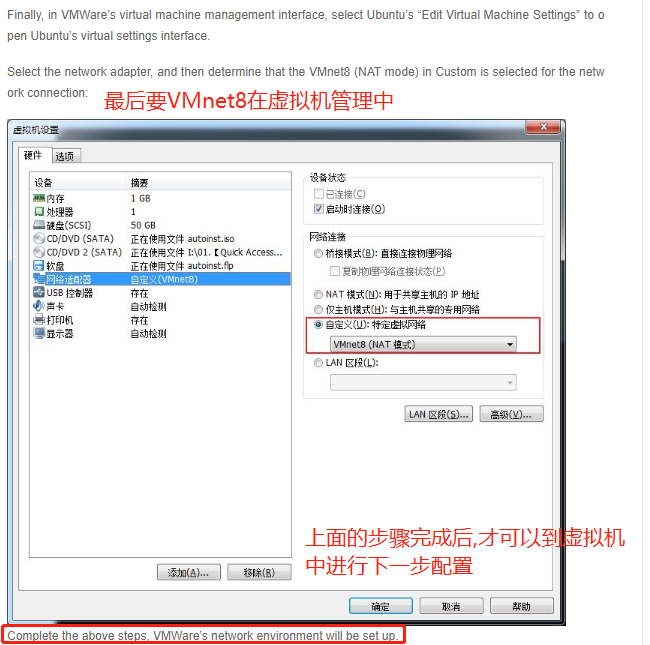 Finally, in VMWare's virtual machine management interface, select Ubuntu's “Edit Virtual Machine Settings” to o
pen Ubuntu's virtual settings interface.
Select the network adapter, and then determine that the VMnet8 (NAT mode) in Custom is selected for the netw
ork connection:
最后要VMnet8在虚拟机管理中
虚拟机设置
硬件 选项
设备 摘要
内存 1 GB
处理器 1
硬盘(SCSI) 50 GB
CD/DVD (SATA) 正在使用文件 autoinst.iso
CD/DVD 2 (SATA) 正在使用文件 I:\01.【Quick Access...
软盘 正在使用文件 autoinst.flp
网络适配器 自定义(VMnet8)
USB 控制器 存在
声卡 自动检测
打印机 存在
显示器 自动检测
添加(A)... 移除(R)
设备状态
已连接(C)
启动时连接(O)
网络连接
桥接模式(B): 直接连接物理网络
复制物理网络连接状态(P)
NAT 模式(N): 用于共享主机的 IP 地址
仅主机模式(H): 与主机共享的专用网络
自定义(U): 特定虚拟网络
VMnet8 (NAT 模式)
LAN 区段(L):
LAN 区段(S)... 高级(V)...
上面的步骤完成后,才可以到虚拟机
中进行下一步配置
确定 取消 帮助
Complete the above steps, VMWare's network environment will be set up.